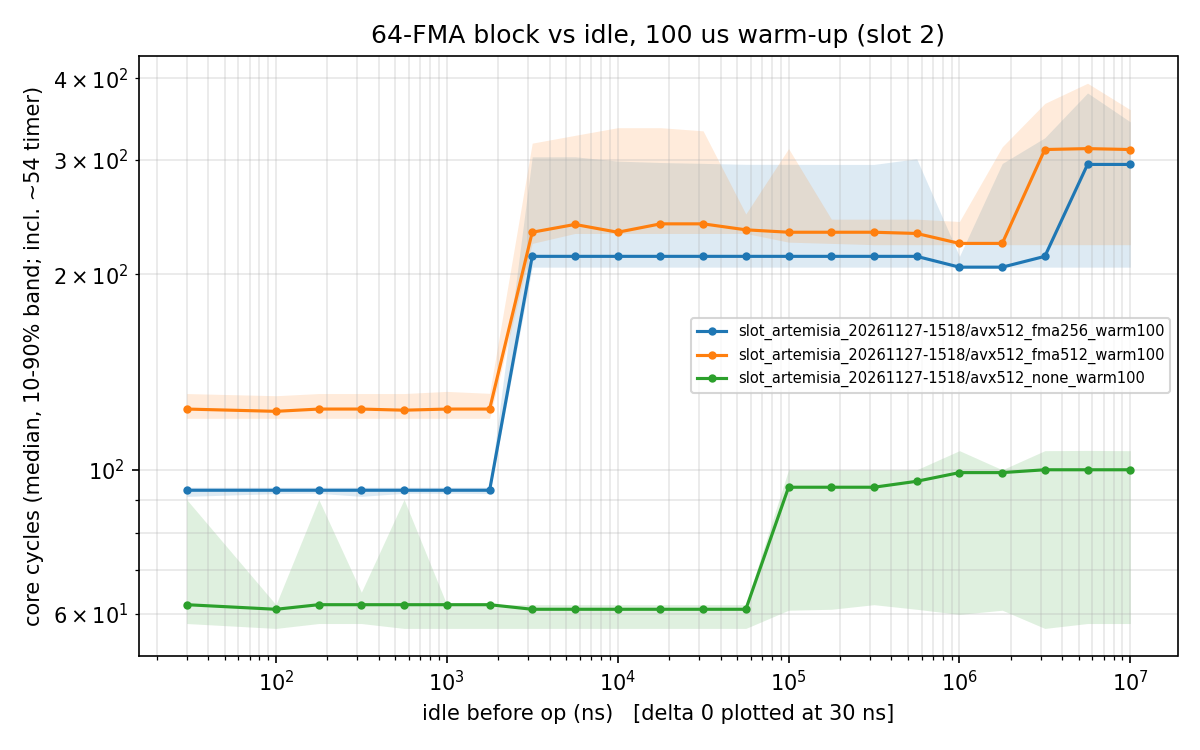 64-FMA block vs idle, 100 us warm-up (slot 2)
core cycles (median, 10-90% band; incl. ~54 timer)
4 × 10²
3 × 10²
2 × 10²
10²
6 × 10¹
slot_artemisia_20261127-1518/avx512_fma256_warm100
slot_artemisia_20261127-1518/avx512_fma512_warm100
slot_artemisia_20261127-1518/avx512_none_warm100
10² 10³ 10⁴ 10⁵ 10⁶ 10⁷
idle before op (ns) [delta 0 plotted at 30 ns]